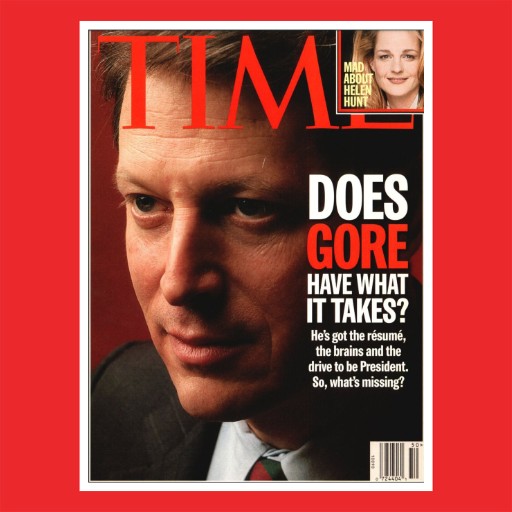 TIME
MAD
ABOUT
HELEN
HUNT
DOES
GORE
HAVE WHAT
IT TAKES?
He's got the résumé,
the brains and the
drive to be President.
So, what's missing?